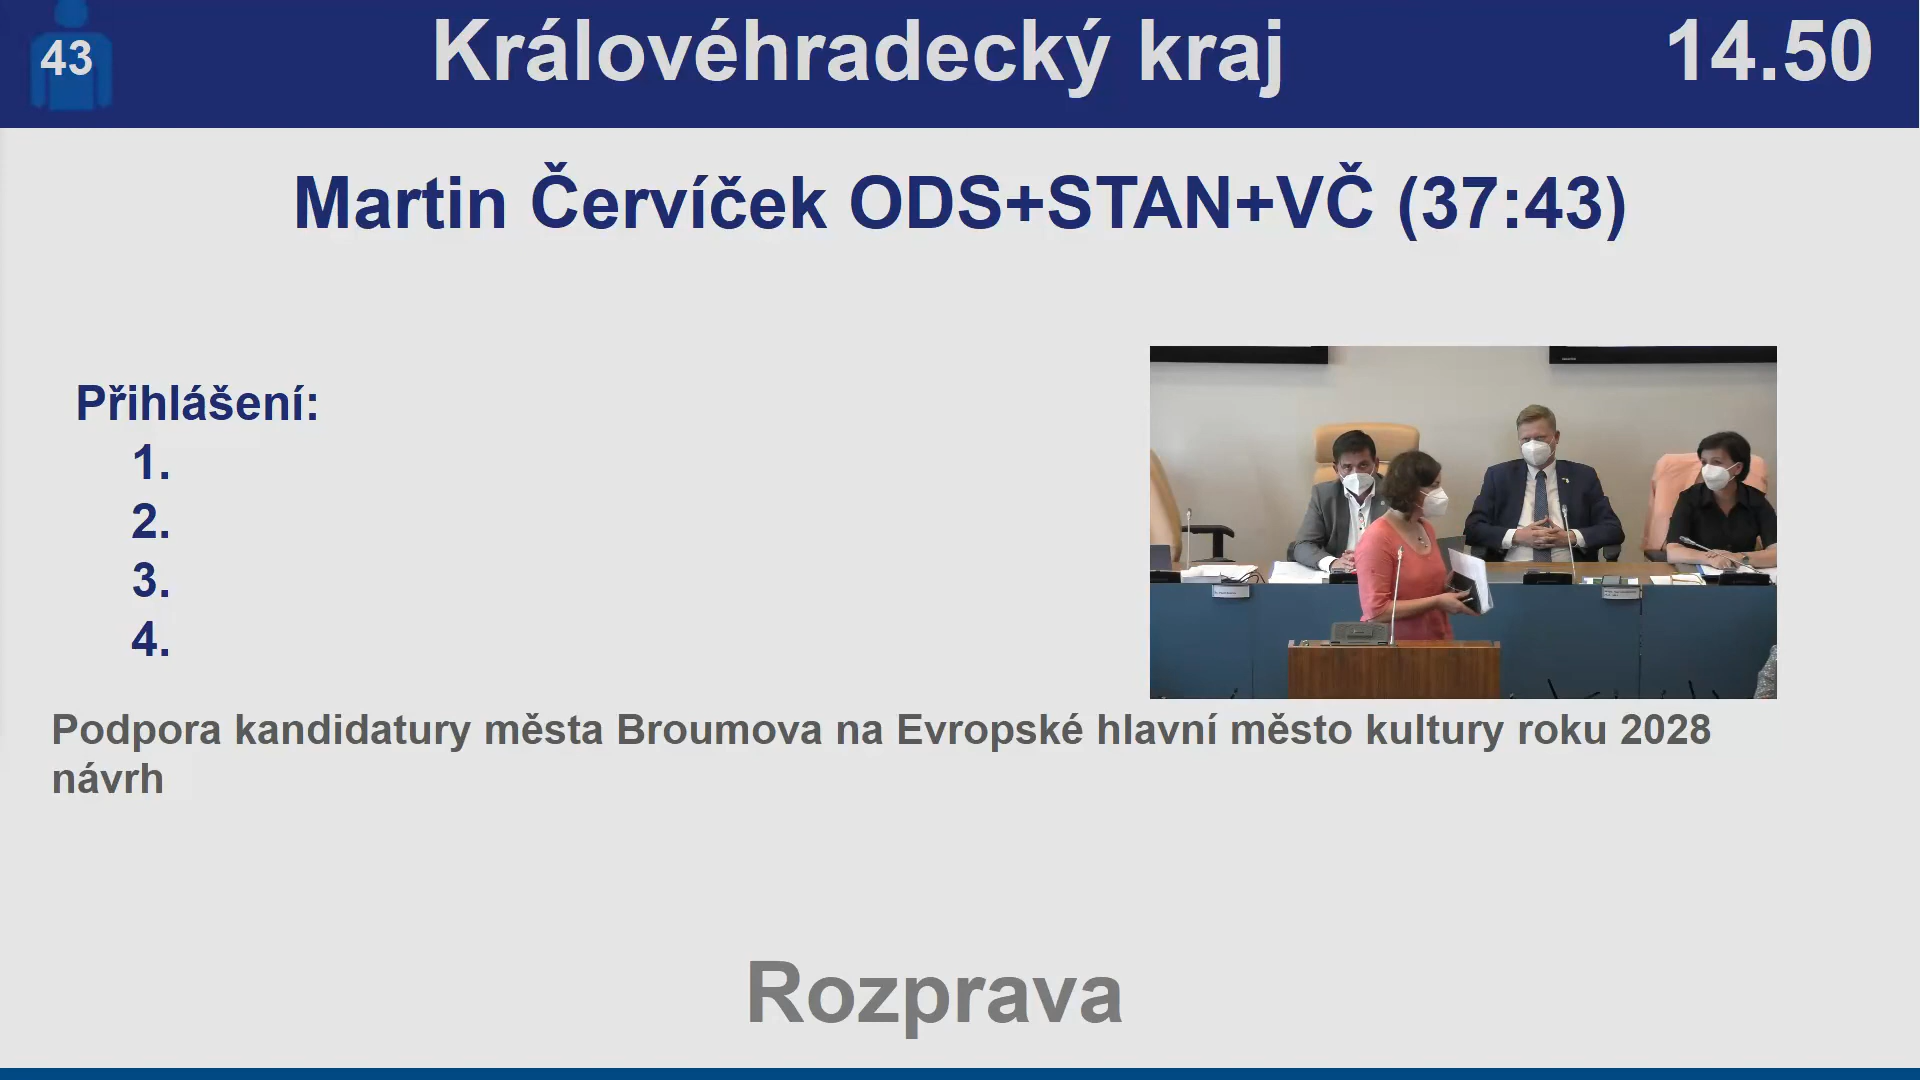 43
Královéhradecký kraj
14.50
Martin Červíček ODS+STAN+VČ (37:43)
Přihlášení:
1.
2.
3.
4.
Podpora kandidatury města Broumova na Evropské hlavní město kultury roku 2028
návrh
Rozprava